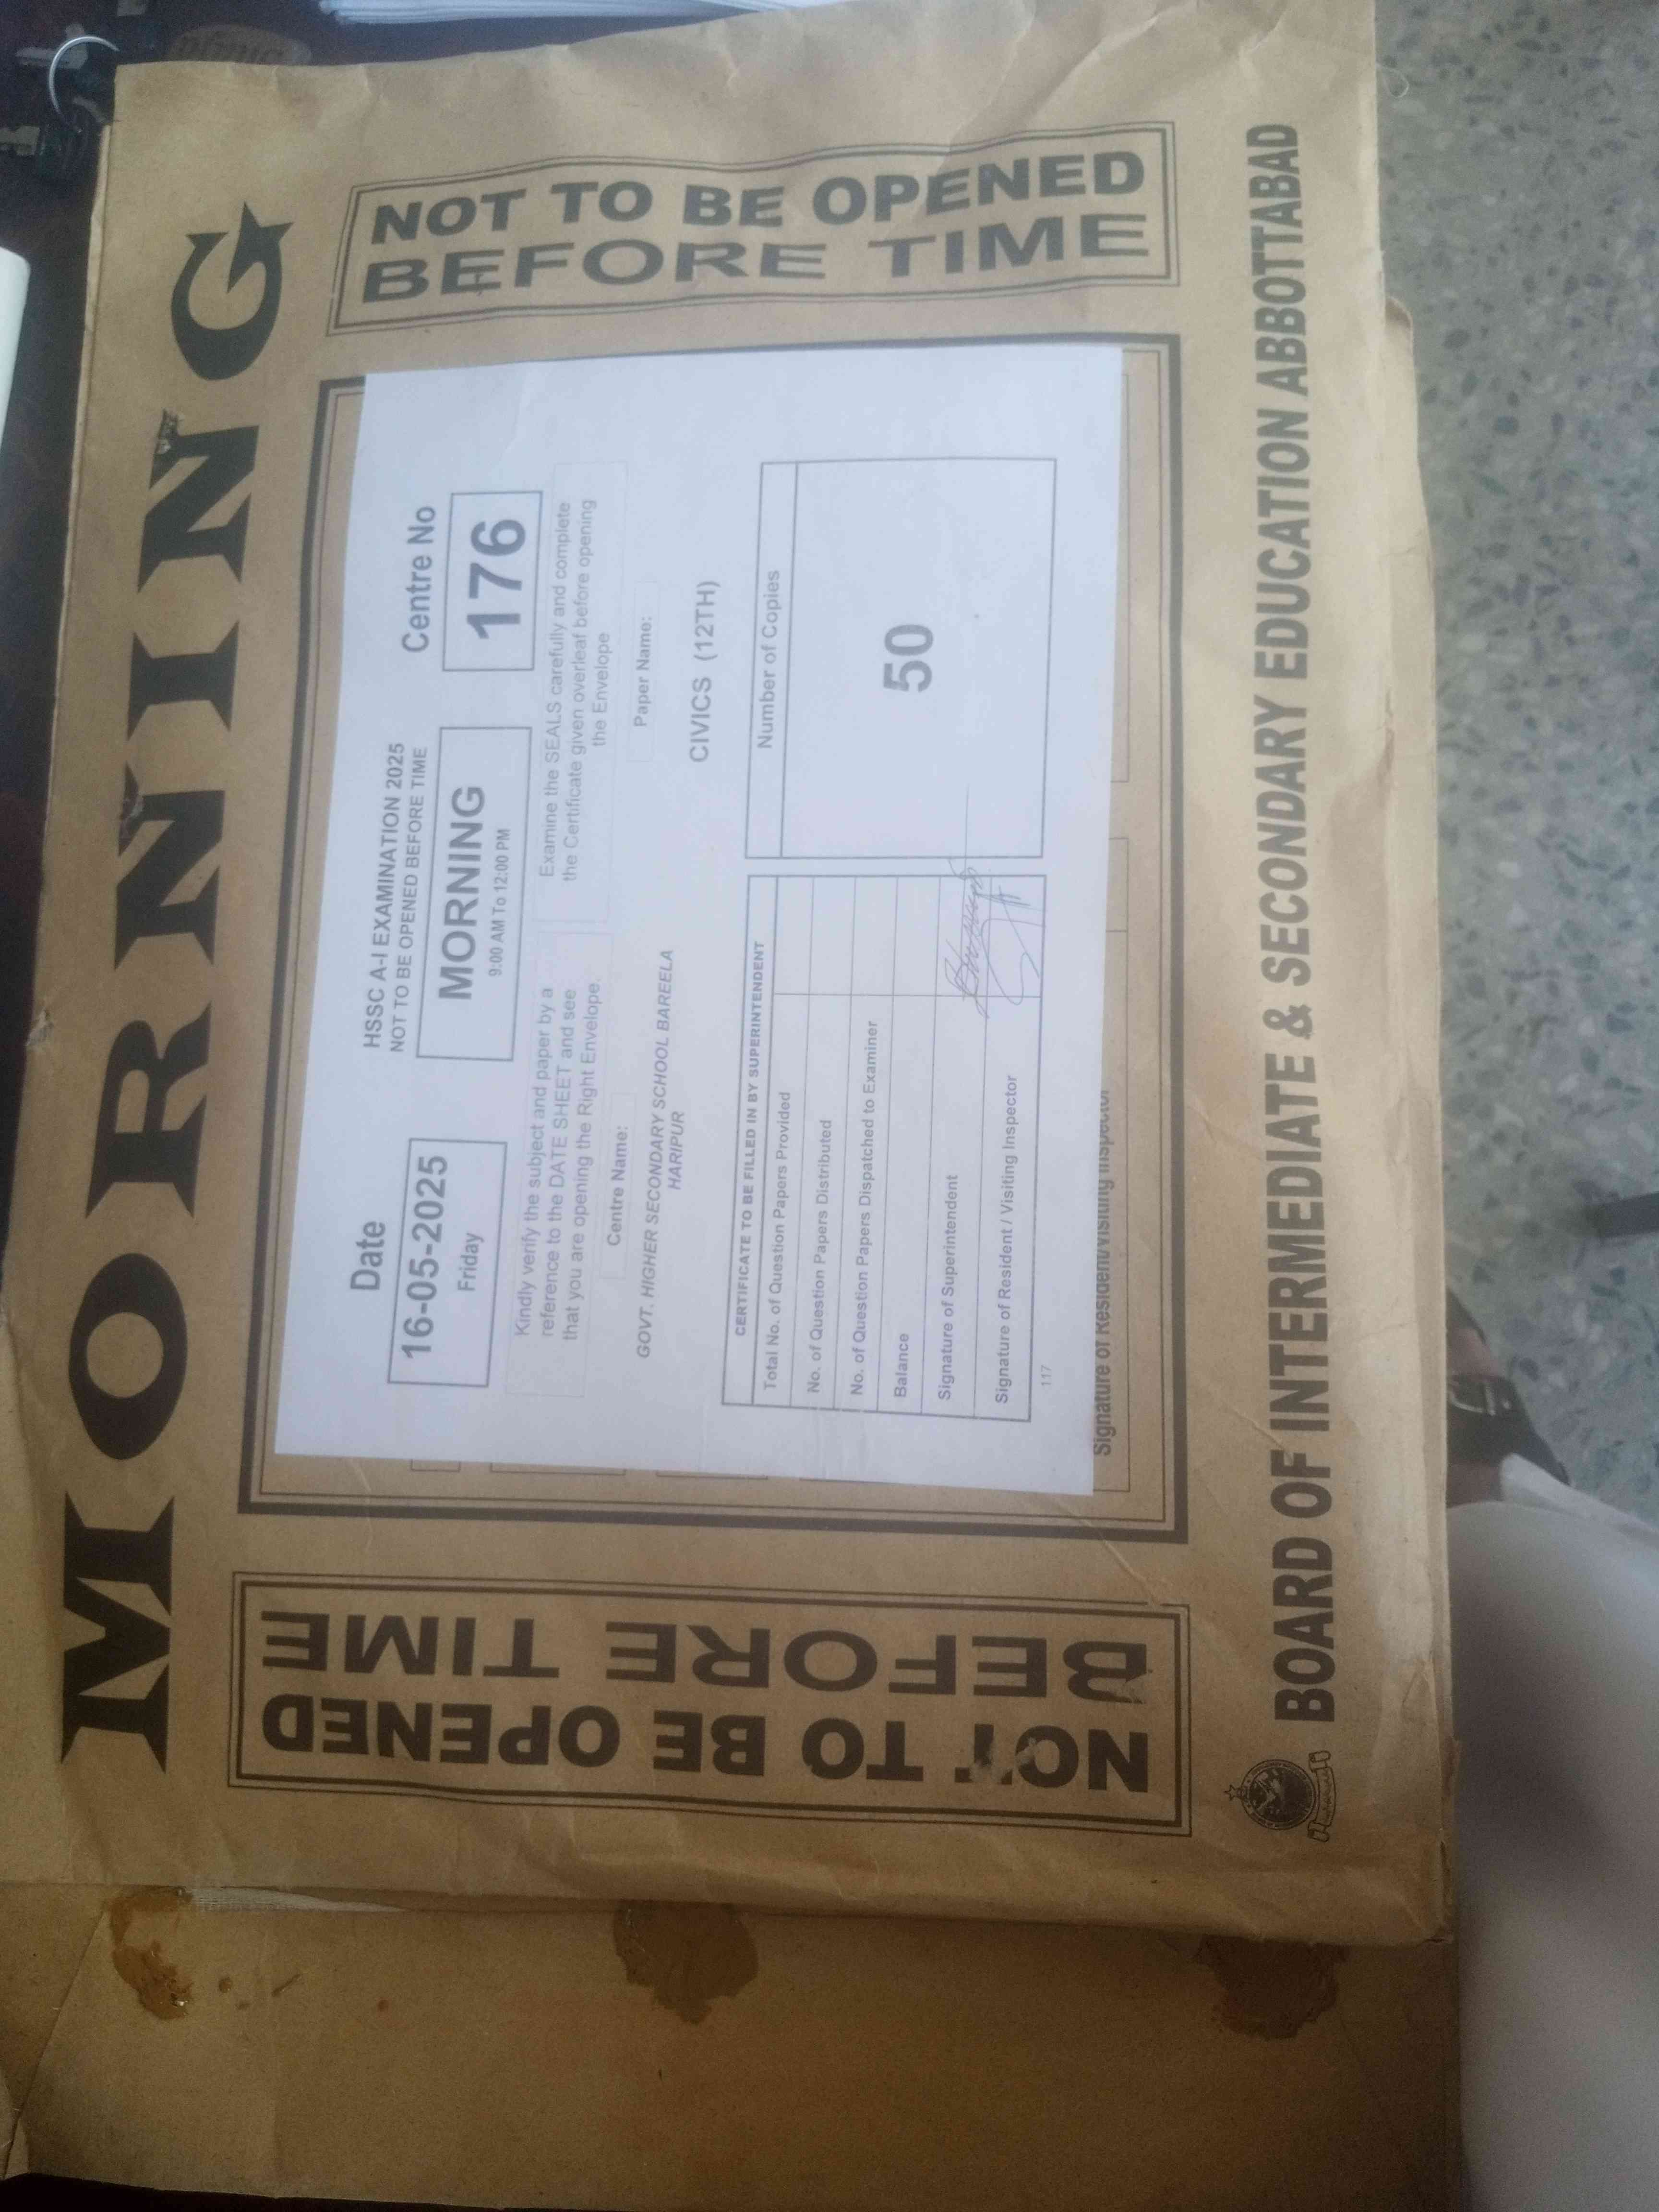 MORNING
NOT TO BE OPENED
BEFORE TIME
Date
16-05-2025
Friday
HSSC A-I EXAMINATION 2025
NOT TO BE OPENED BEFORE TIME
MORNING
9:00 AM To 12:00 PM
Centre No
176
Kindly verify the subject and paper by a
reference to the DATE SHEET and see
that you are opening the Right Envelope.
Examine the SEALS carefully and complete
the Certificate given overleaf before opening
the Envelope
Centre Name:
GOVT. HIGHER SECONDARY SCHOOL BAREELA
HARIPUR
Paper Name:
CIVICS (12TH)
CERTIFICATE TO BE FILLED IN BY SUPERINTENDENT
Total No. of Question Papers Provided
No. of Question Papers Distributed
No. of Question Papers Dispatched to Examiner
Balance
Signature of Superintendent
Signature of Resident / Visiting Inspector
Number of Copies
50
117
Signature of Resident/Visiting Inspector
NOT TO BE OPENED
BEFORE TIME
BOARD OF INTERMEDIATE & SECONDARY EDUCATION ABBOTTABAD